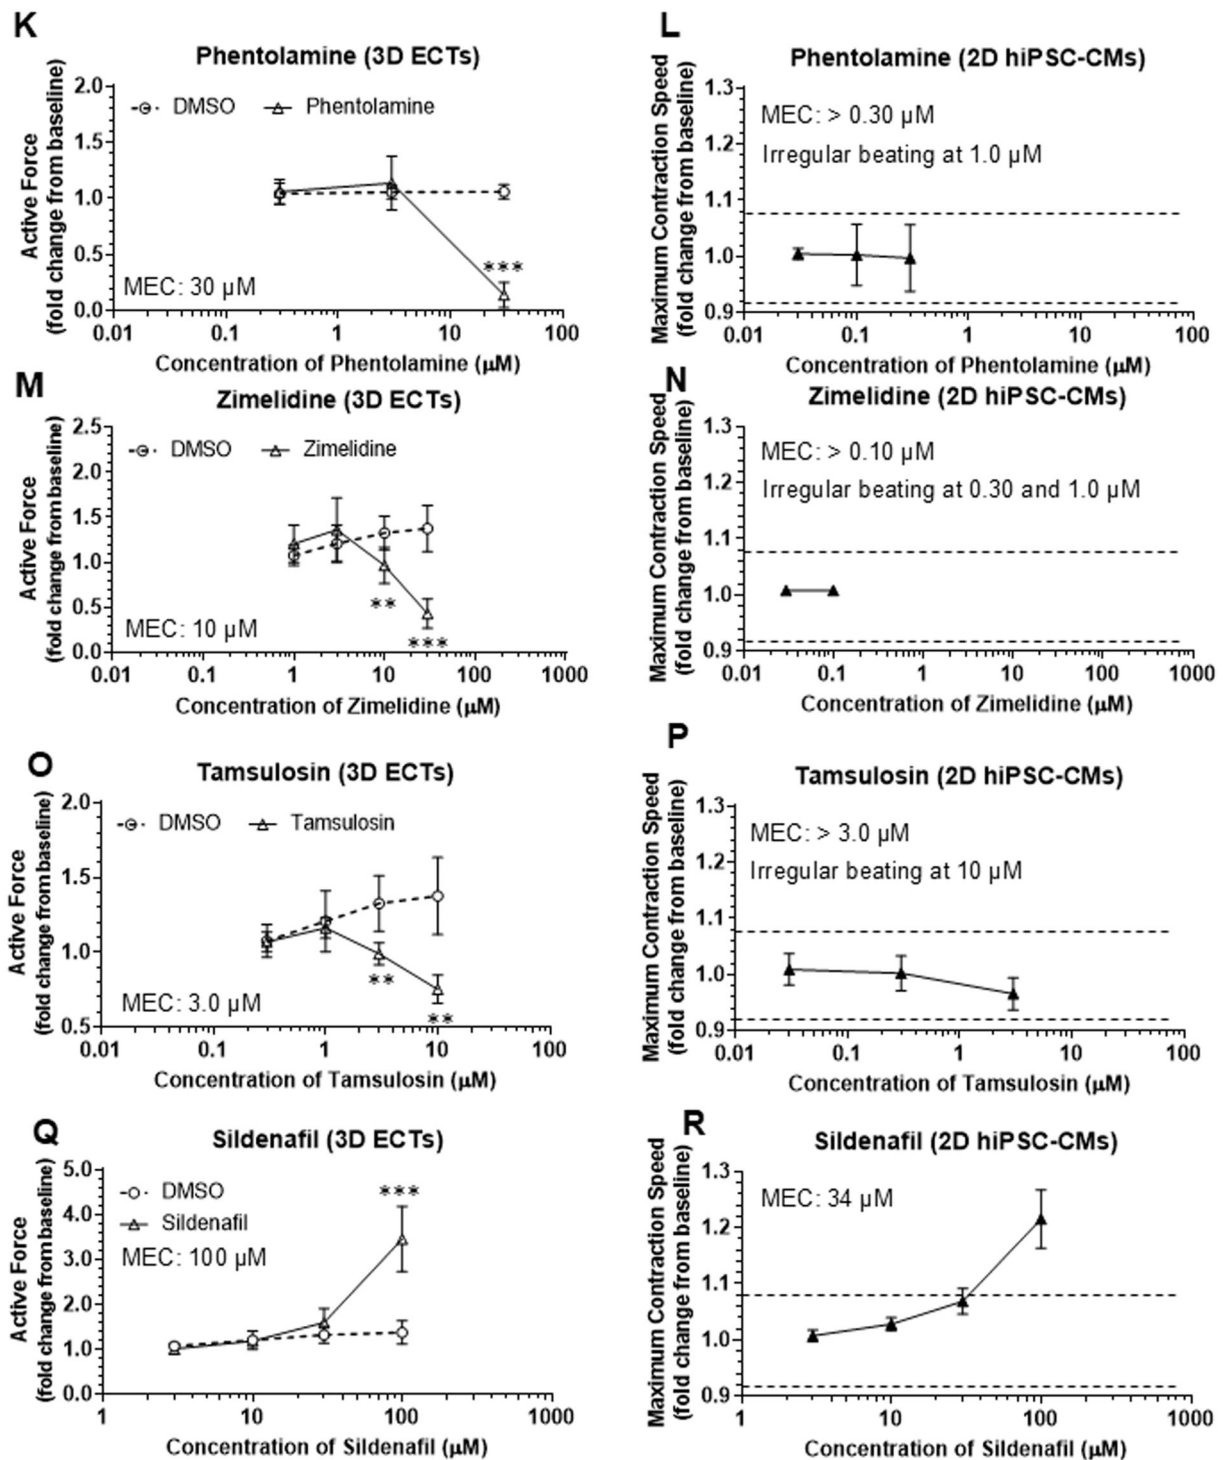 K
Phentolamine (3D ECTs)
Active Force
(fold change from baseline)
2.0
1.5
1.0
0.5
0.0
DMSO
Phentolamine
***
MEC: 30 µM
0.01 0.1 1 10 100
Concentration of Phentolamine (µM)
L
Phentolamine (2D hiPSC-CMs)
Maximum Contraction Speed
(fold change from baseline)
1.3
1.2
1.1
1.0
0.9
MEC: > 0.30 µM
Irregular beating at 1.0 µM
0.01 0.1 1 10 100
Concentration of Phentolamine (µM)
M
Zimelidine (3D ECTs)
Active Force
(fold change from baseline)
2.5
2.0
1.5
1.0
0.5
0.0
DMSO
Zimelidine
**
***
MEC: 10 µM
0.01 0.1 1 10 100 1000
Concentration of Zimelidine (µM)
N
Zimelidine (2D hiPSC-CMs)
Maximum Contraction Speed
(fold change from baseline)
1.3
1.2
1.1
1.0
0.9
MEC: > 0.10 µM
Irregular beating at 0.30 and 1.0 µM
0.01 0.1 1 10 100 1000
Concentration of Zimelidine (µM)
O
Tamsulosin (3D ECTs)
Active Force
(fold change from baseline)
2.0
1.5
1.0
0.5
DMSO
Tamsulosin
**
**
MEC: 3.0 µM
0.01 0.1 1 10 100
Concentration of Tamsulosin (µM)
P
Tamsulosin (2D hiPSC-CMs)
Maximum Contraction Speed
(fold change from baseline)
1.3
1.2
1.1
1.0
0.9
MEC: > 3.0 µM
Irregular beating at 10 µM
0.01 0.1 1 10 100
Concentration of Tamsulosin (µM)
Q
Sildenafil (3D ECTs)
Active Force
(fold change from baseline)
5.0
4.0
3.0
2.0
1.0
0.0
DMSO
Sildenafil
MEC: 100 µM
***
1 10 100 1000
Concentration of Sildenafil (µM)
R
Sildenafil (2D hiPSC-CMs)
Maximum Contraction Speed
(fold change from baseline)
1.3
1.2
1.1
1.0
0.9
MEC: 34 µM
1 10 100 1000
Concentration of Sildenafil (µM)